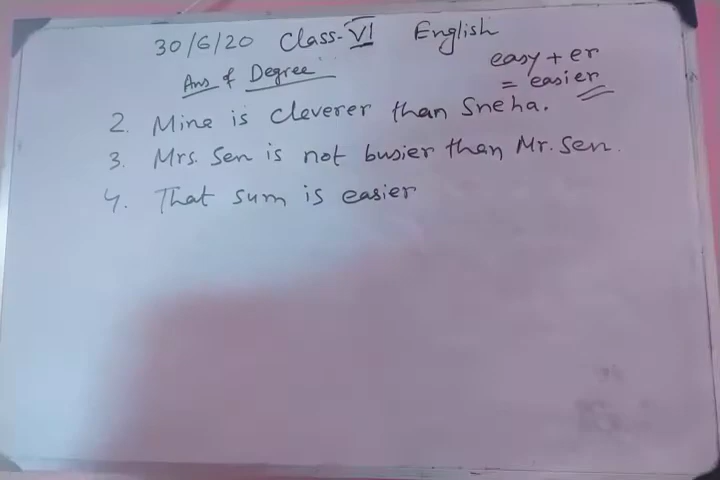 30/6/20 Class-VI English
Ans of Degree
easy + er
= easier
2. Mina is cleverer than Sneha.
3. Mrs. Sen is not busier than Mr. Sen.
4. That sum is easier